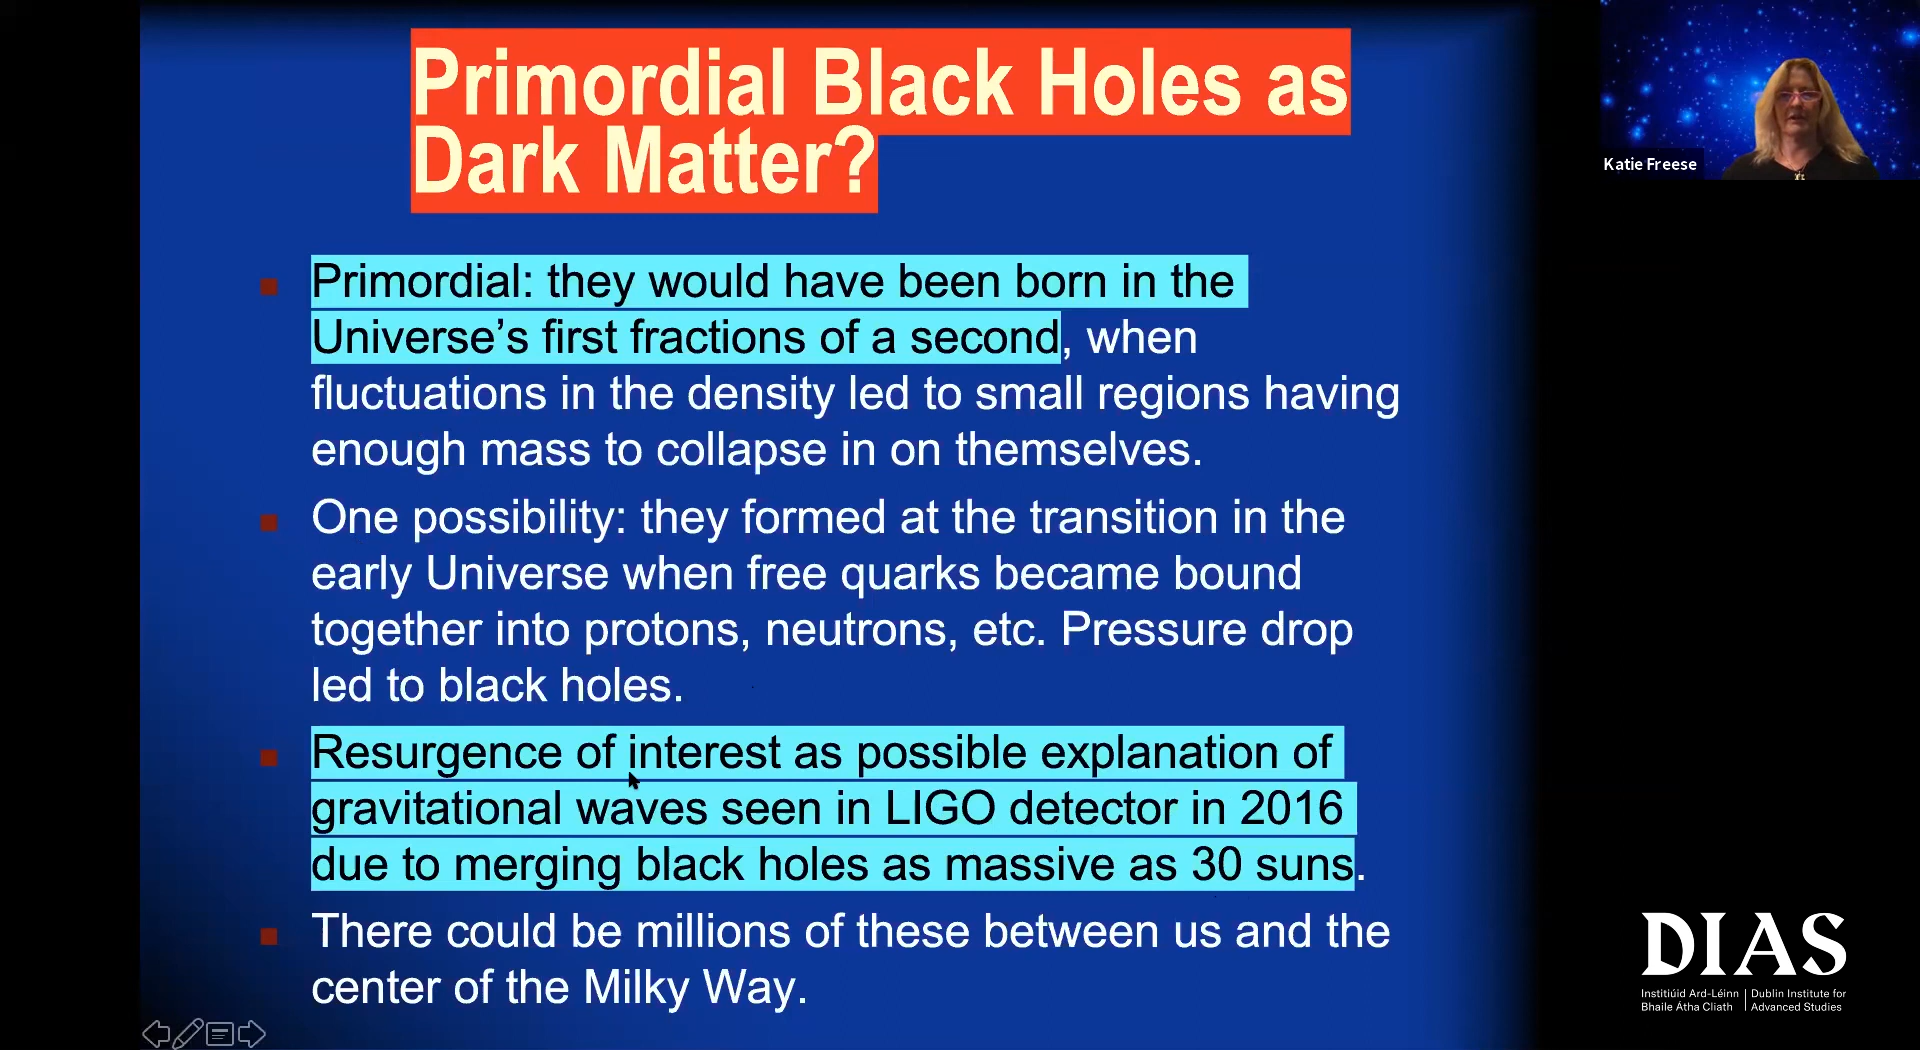 Primordial Black Holes as
Dark Matter?
Primordial: they would have been born in the
Universe’s first fractions of a second, when
fluctuations in the density led to small regions having
enough mass to collapse in on themselves.
One possibility: they formed at the transition in the
early Universe when free quarks became bound
together into protons, neutrons, etc. Pressure drop
led to black holes.
Resurgence of interest as possible explanation of
gravitational waves seen in LIGO detector in 2016
due to merging black holes as massive as 30 suns.
There could be millions of these between us and the
center of the Milky Way.
Katie Freese
DIAS
Institiúid Ard-Léinn
Bhaile Átha Cliath
Dublin Institute for
Advanced Studies